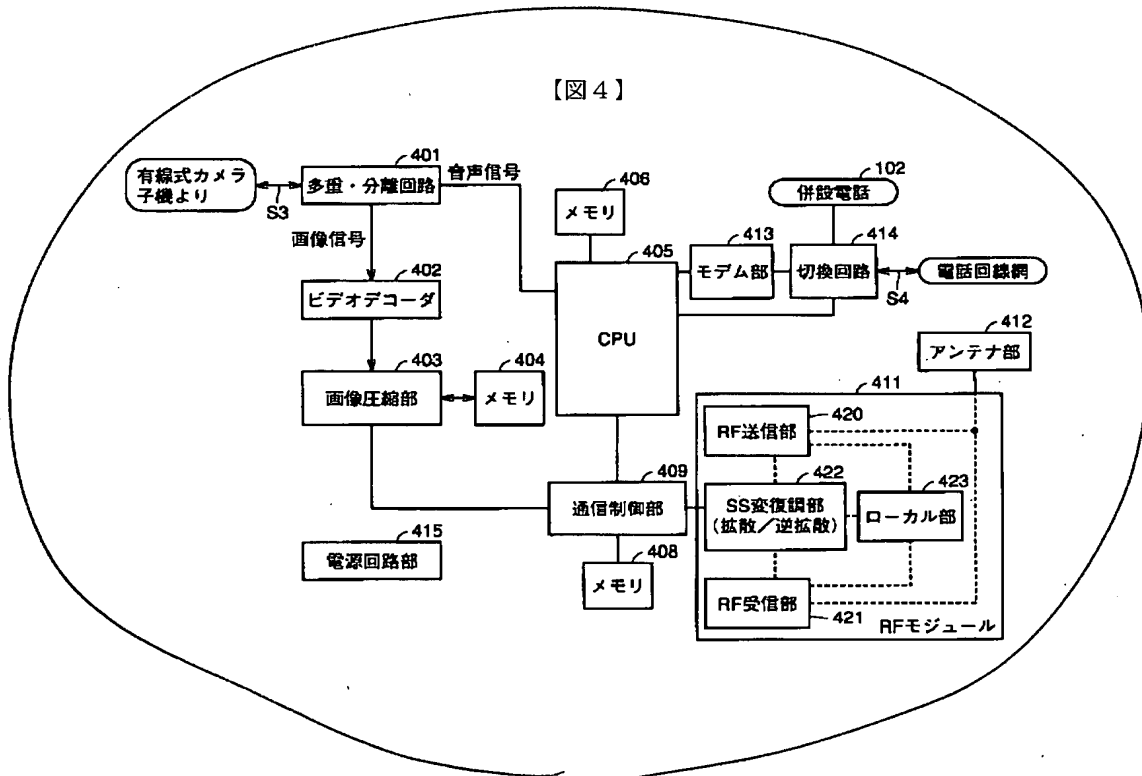 【図4】
401
有線式カメラ
子機より
S3
多重・分離回路
音声信号
画像信号
402
ビデオデコーダ
403
画像圧縮部
404
メモリ
406
メモリ
405
CPU
102
併設電話
413
モデム部
414
切換回路
S4
電話回線網
412
アンテナ部
411
420
RF送信部
422
SS変復調部
(拡散/逆拡散)
423
ローカル部
RF受信部
421
RFモジュール
409
通信制御部
408
メモリ
415
電源回路部